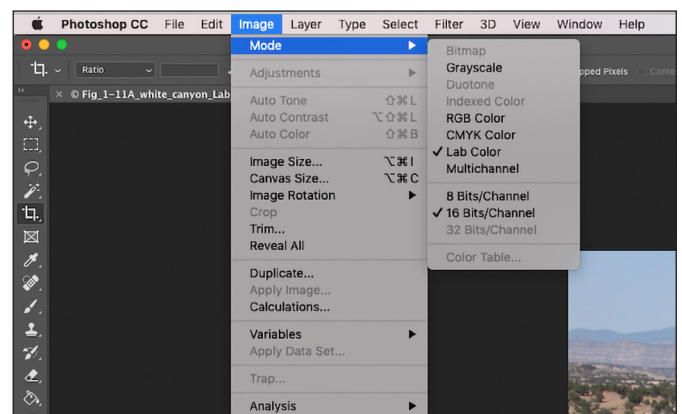 Photoshop CC File Edit Image Layer Type Select Filter 3D View Window Help
Ratio
pped Pixels Conte
× © Fig_1-11A_white_canyon_Lab
Mode
Adjustments
Auto Tone ⇧⌘L
Auto Contrast ⌥⇧⌘L
Auto Color ⇧⌘B
Image Size... ⌥⌘I
Canvas Size... ⌥⌘C
Image Rotation
Crop
Trim...
Reveal All
Duplicate...
Apply Image...
Calculations...
Variables
Apply Data Set...
Trap...
Analysis
Bitmap
Grayscale
Duotone
Indexed Color
RGB Color
CMYK Color
✓ Lab Color
Multichannel
8 Bits/Channel
✓ 16 Bits/Channel
32 Bits/Channel
Color Table...